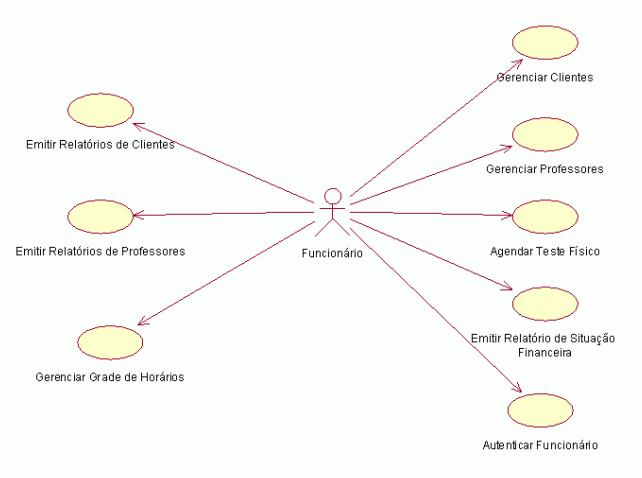 Gerenciar Clientes
Emitir Relatórios de Clientes
Gerenciar Professores
Emitir Relatórios de Professores
Funcionário
Agendar Teste Físico
Emitir Relatório de Situação
Financeira
Gerenciar Grade de Horários
Autenticar Funcionário